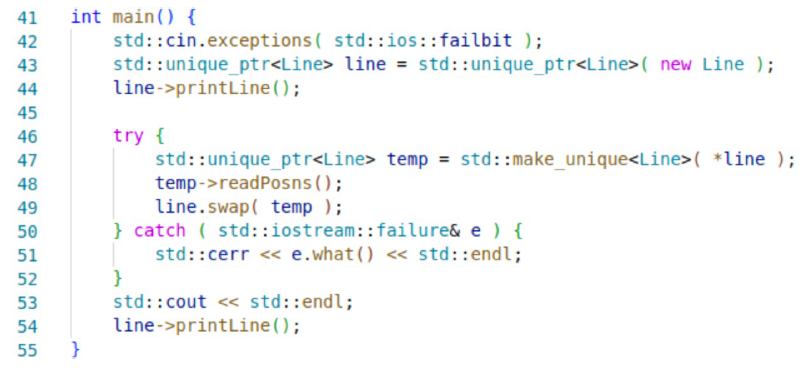 41 int main() {
42     std::cin.exceptions( std::ios::failbit );
43     std::unique_ptr<Line> line = std::unique_ptr<Line>( new Line );
44     line->printLine();
45
46     try {
47         std::unique_ptr<Line> temp = std::make_unique<Line>( *line );
48         temp->readPosns();
49         line.swap( temp );
50     } catch ( std::iostream::failure& e ) {
51         std::cerr << e.what() << std::endl;
52     }
53     std::cout << std::endl;
54     line->printLine();
55 }